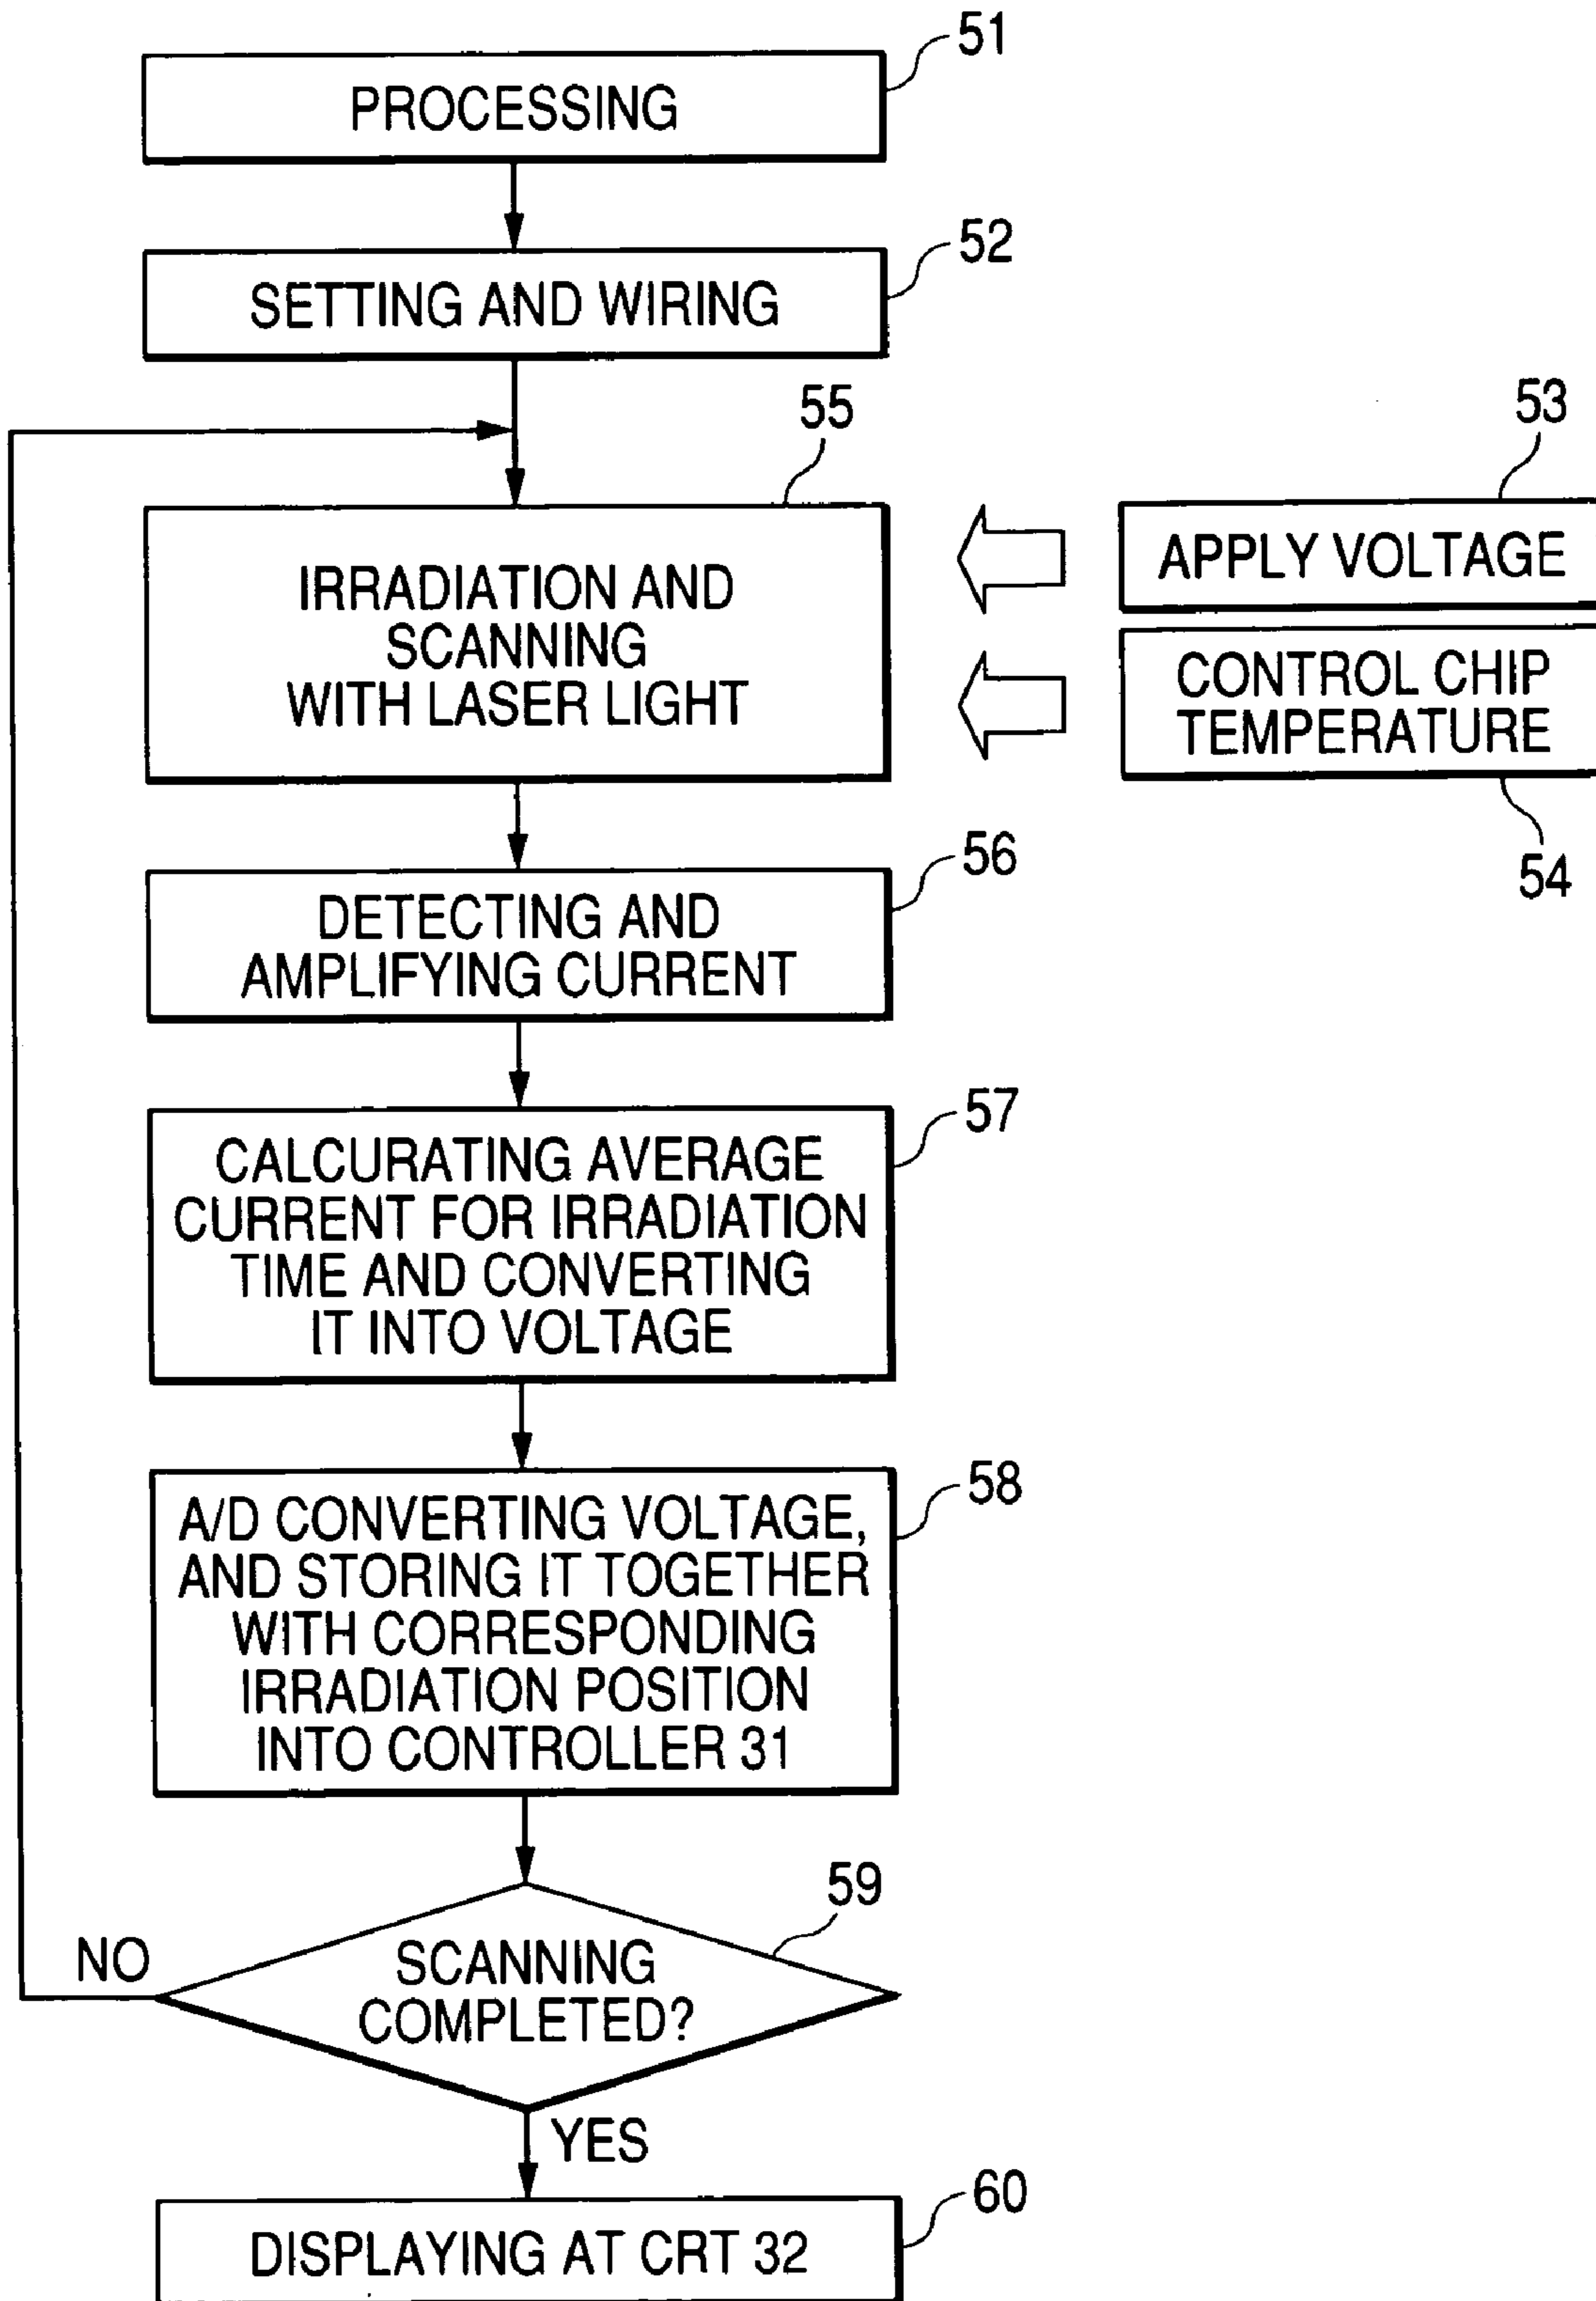 51
PROCESSING
52
SETTING AND WIRING
55
IRRADIATION AND
SCANNING
WITH LASER LIGHT
53
APPLY VOLTAGE
CONTROL CHIP
TEMPERATURE
54
56
DETECTING AND
AMPLIFYING CURRENT
57
CALCURATING AVERAGE
CURRENT FOR IRRADIATION
TIME AND CONVERTING
IT INTO VOLTAGE
58
A/D CONVERTING VOLTAGE,
AND STORING IT TOGETHER
WITH CORRESPONDING
IRRADIATION POSITION
INTO CONTROLLER 31
59
NO
SCANNING
COMPLETED?
YES
60
DISPLAYING AT CRT 32